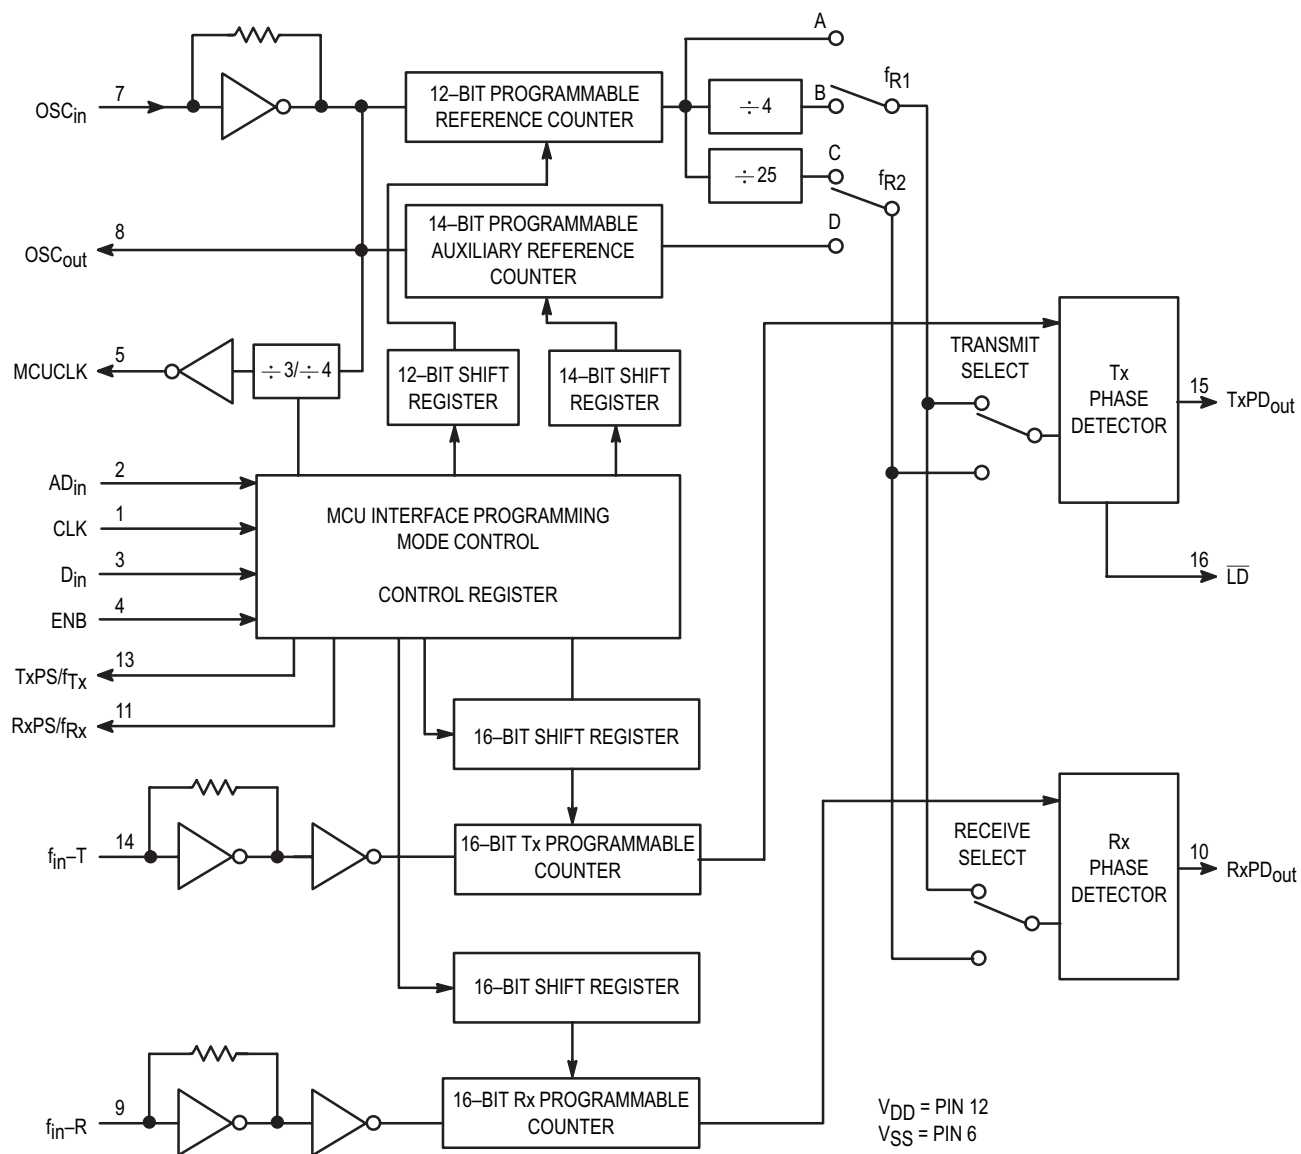 A
7
OSCin
12–BIT PROGRAMMABLE
REFERENCE COUNTER
÷4
B
fR1
÷25
C
fR2
8
OSCout
14–BIT PROGRAMMABLE
AUXILIARY REFERENCE
COUNTER
D
5
MCUCLK
÷3/÷4
12–BIT SHIFT
REGISTER
14–BIT SHIFT
REGISTER
TRANSMIT
SELECT
Tx
PHASE
DETECTOR
15
TxPDout
2
ADin
1
CLK
3
Din
4
ENB
MCU INTERFACE PROGRAMMING
MODE CONTROL
CONTROL REGISTER
16
L̅D̅
13
TxPS/fTx
11
RxPS/fRx
16–BIT SHIFT REGISTER
14
fin–T
16–BIT Tx PROGRAMMABLE
COUNTER
RECEIVE
SELECT
Rx
PHASE
DETECTOR
10
RxPDout
16–BIT SHIFT REGISTER
9
fin–R
16–BIT Rx PROGRAMMABLE
COUNTER
VDD = PIN 12
VSS = PIN 6